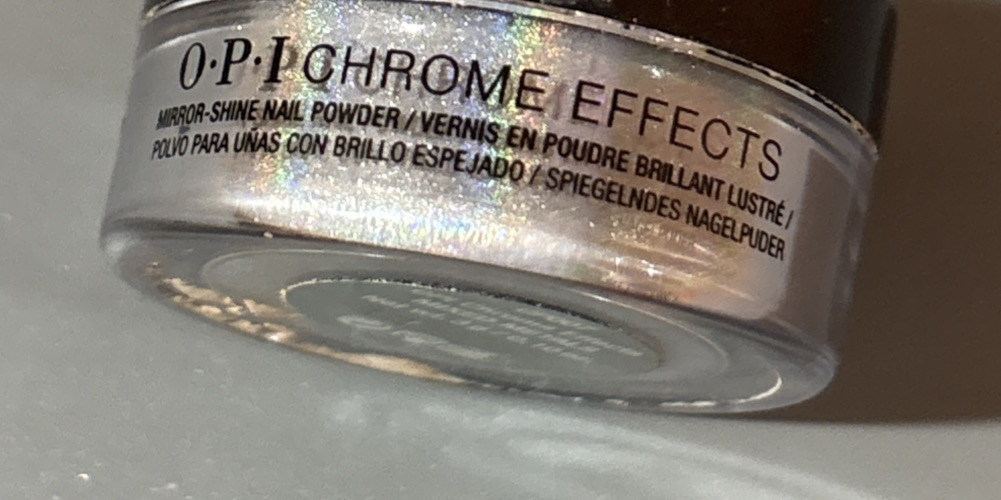 O·P·I CHROME EFFECTS
MIRROR-SHINE NAIL POWDER / VERNIS EN POUDRE BRILLANT LUSTRÉ /
POLVO PARA UÑAS CON BRILLO ESPEJADO / SPIEGELNDES NAGELPUDER